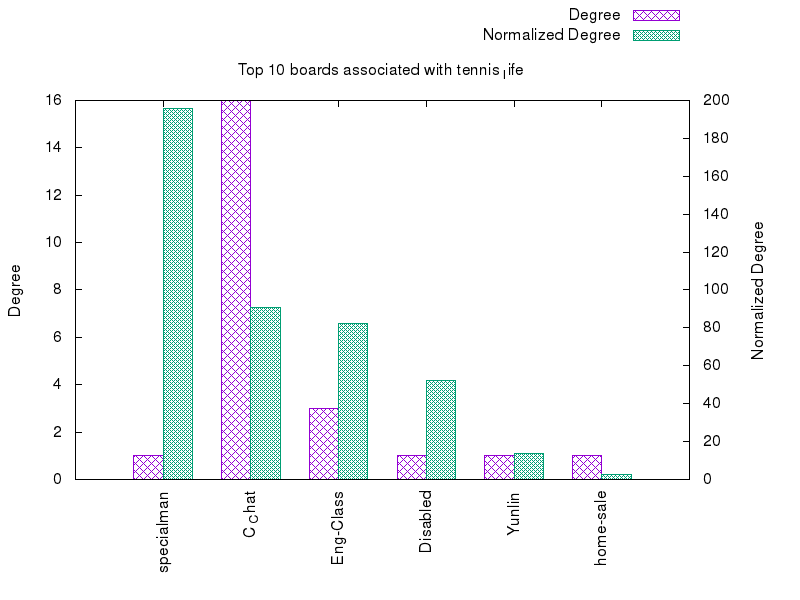 Degree
Normalized Degree
Top 10 boards associated with tennislife
16
14
12
10
8
6
4
2
0
200
180
160
140
120
100
80
60
40
20
0
Degree
Normalized Degree
specialman
CChat
Eng-Class
Disabled
Yunlin
home-sale